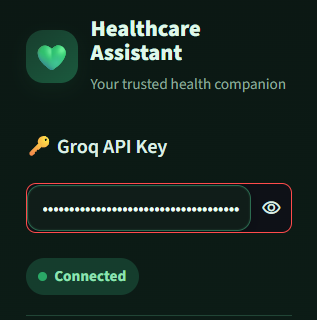 Healthcare
Assistant
Your trusted health companion
Groq API Key
Connected